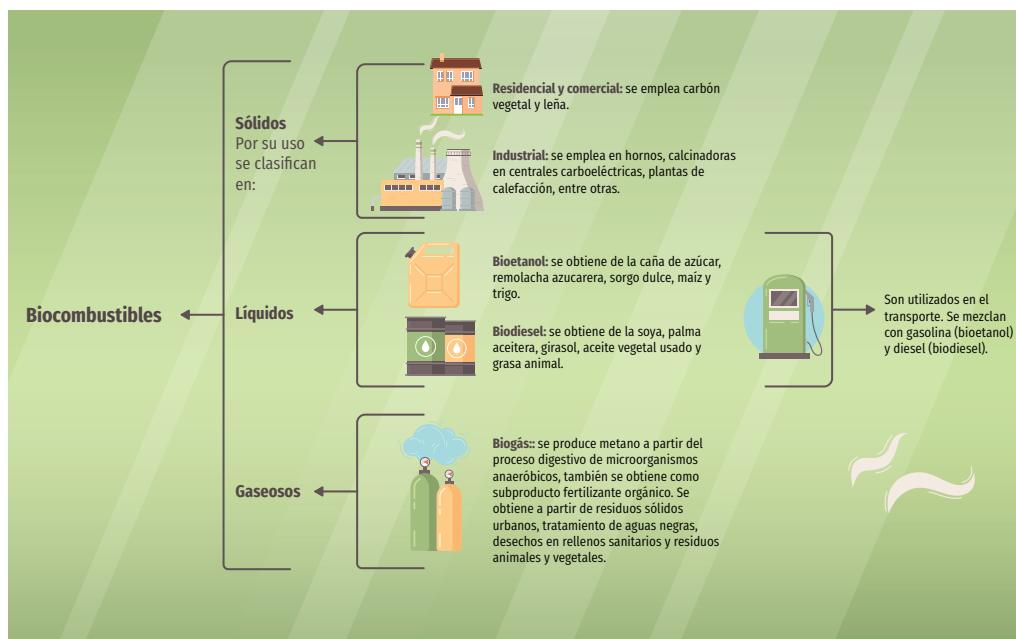 Biocombustibles
Sólidos
Por su uso
se clasifican
en:
Residencial y comercial: se emplea carbón
vegetal y leña.
Industrial: se emplea en hornos, calcinadoras
en centrales carboeléctricas, plantas de
calefacción, entre otras.
Líquidos
Bioetanol: se obtiene de la caña de azúcar,
remolacha azucarera, sorgo dulce, maíz y
trigo.
Biodiesel: se obtiene de la soya, palma
aceitera, girasol, aceite vegetal usado y
grasa animal.
Son utilizados en el
transporte. Se mezclan
con gasolina (bioetanol)
y diesel (biodiesel).
Gaseosos
Biogás:: se produce metano a partir del
proceso digestivo de microorganismos
anaeróbicos, también se obtiene como
subproducto fertilizante orgánico. Se
obtiene a partir de residuos sólidos
urbanos, tratamiento de aguas negras,
desechos en rellenos sanitarios y residuos
animales y vegetales.